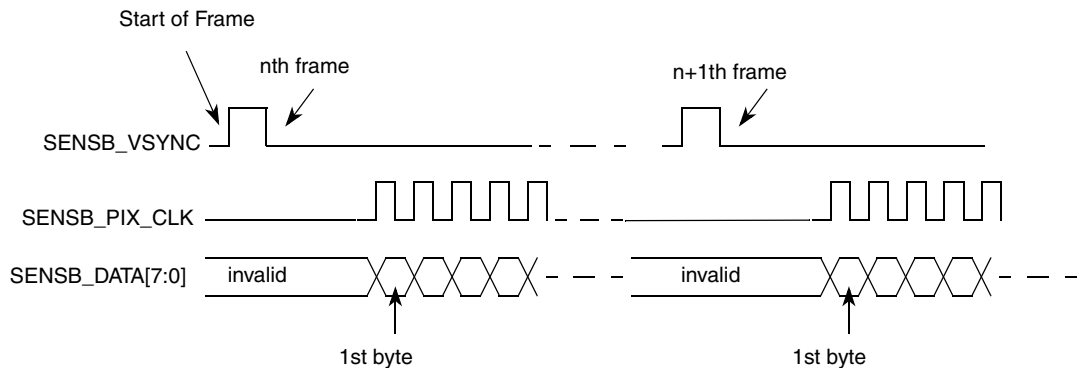 Start of Frame
nth frame
n+1th frame
SENSB_VSYNC
SENSB_PIX_CLK
SENSB_DATA[7:0]
invalid
invalid
1st byte
1st byte